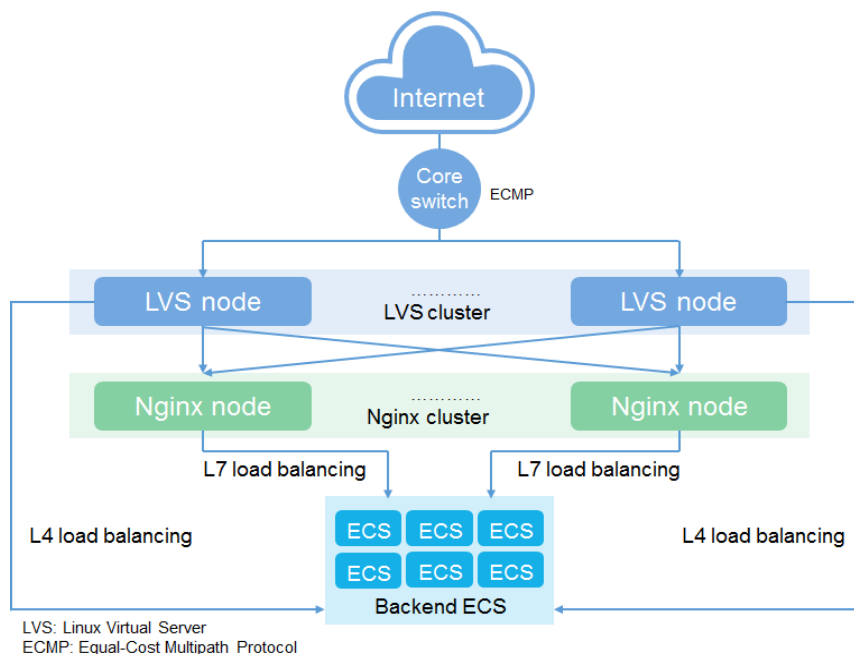 Internet
Core
switch
ECMP
LVS node
…………
LVS cluster
LVS node
Nginx node
…………
Nginx cluster
Nginx node
L7 load balancing
L7 load balancing
L4 load balancing
L4 load balancing
ECS ECS ECS
ECS ECS ECS
Backend ECS
LVS: Linux Virtual Server
ECMP: Equal-Cost Multipath Protocol